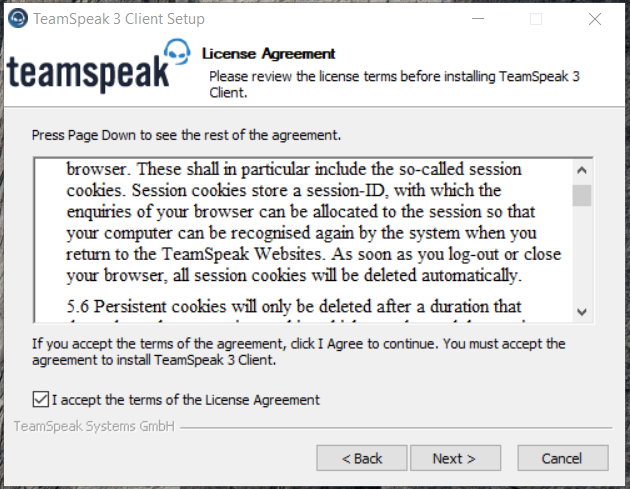 TeamSpeak 3 Client Setup
teamspeak
License Agreement
Please review the license terms before installing TeamSpeak 3
Client.
Press Page Down to see the rest of the agreement.
browser. These shall in particular include the so-called session
cookies. Session cookies store a session-ID, with which the
enquiries of your browser can be allocated to the session so that
your computer can be recognised again by the system when you
return to the TeamSpeak Websites. As soon as you log-out or close
your browser, all session cookies will be deleted automatically.
5.6 Persistent cookies will only be deleted after a duration that
If you accept the terms of the agreement, click I Agree to continue. You must accept the
agreement to install TeamSpeak 3 Client.
I accept the terms of the License Agreement
TeamSpeak Systems GmbH
< Back
Next >
Cancel